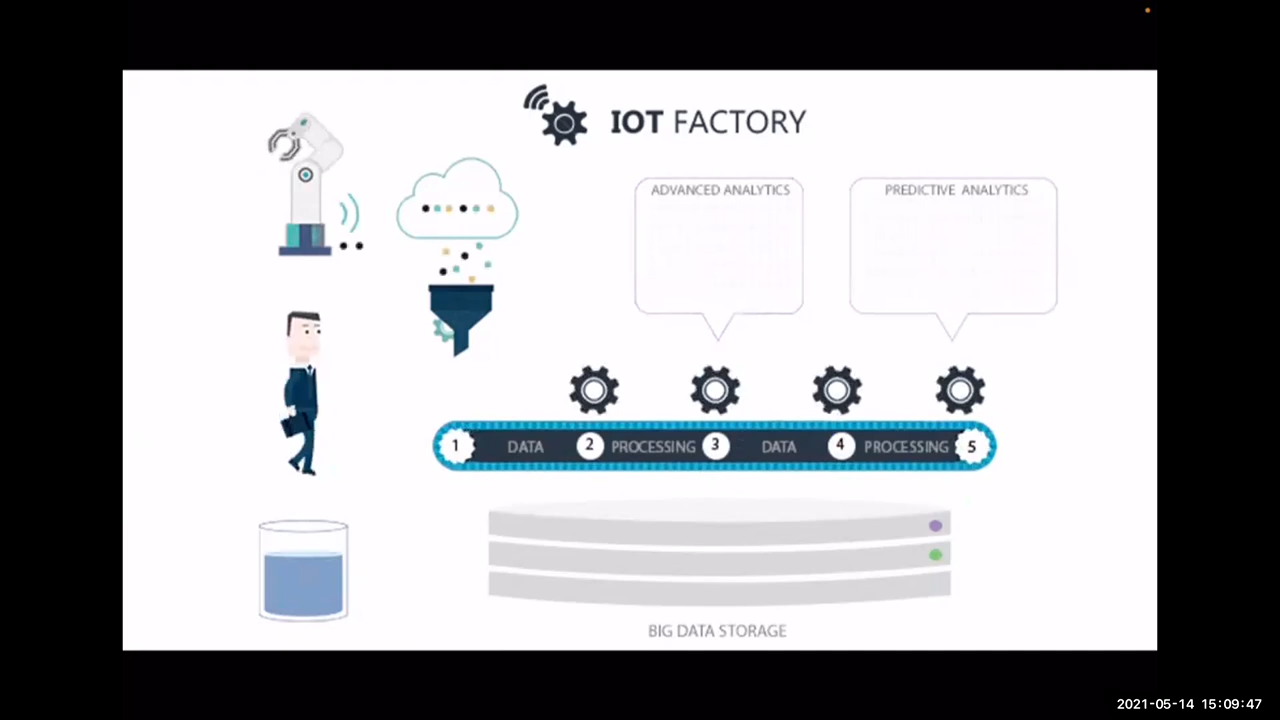 IOT FACTORY
ADVANCED ANALYTICS
PREDICTIVE ANALYTICS
1 DATA 2 PROCESSING 3 DATA 4 PROCESSING 5
BIG DATA STORAGE
2021-05-14 15:09:47